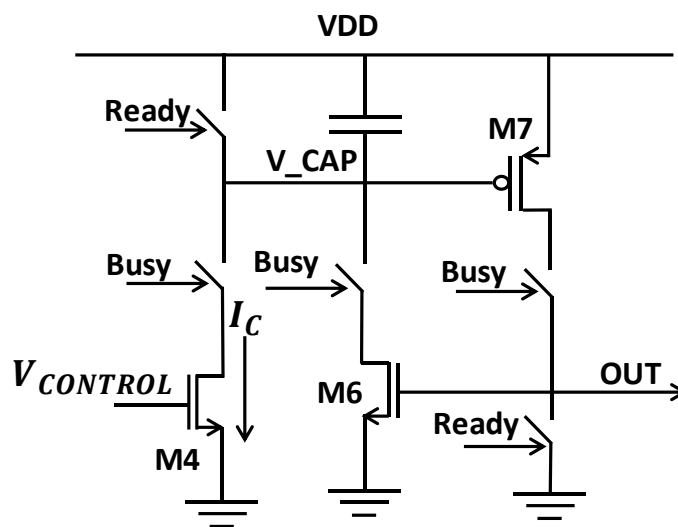 VDD
Ready
M7
V_CAP
Busy
Busy
Busy
I_C
V_CONTROL
M6
OUT
M4
Ready